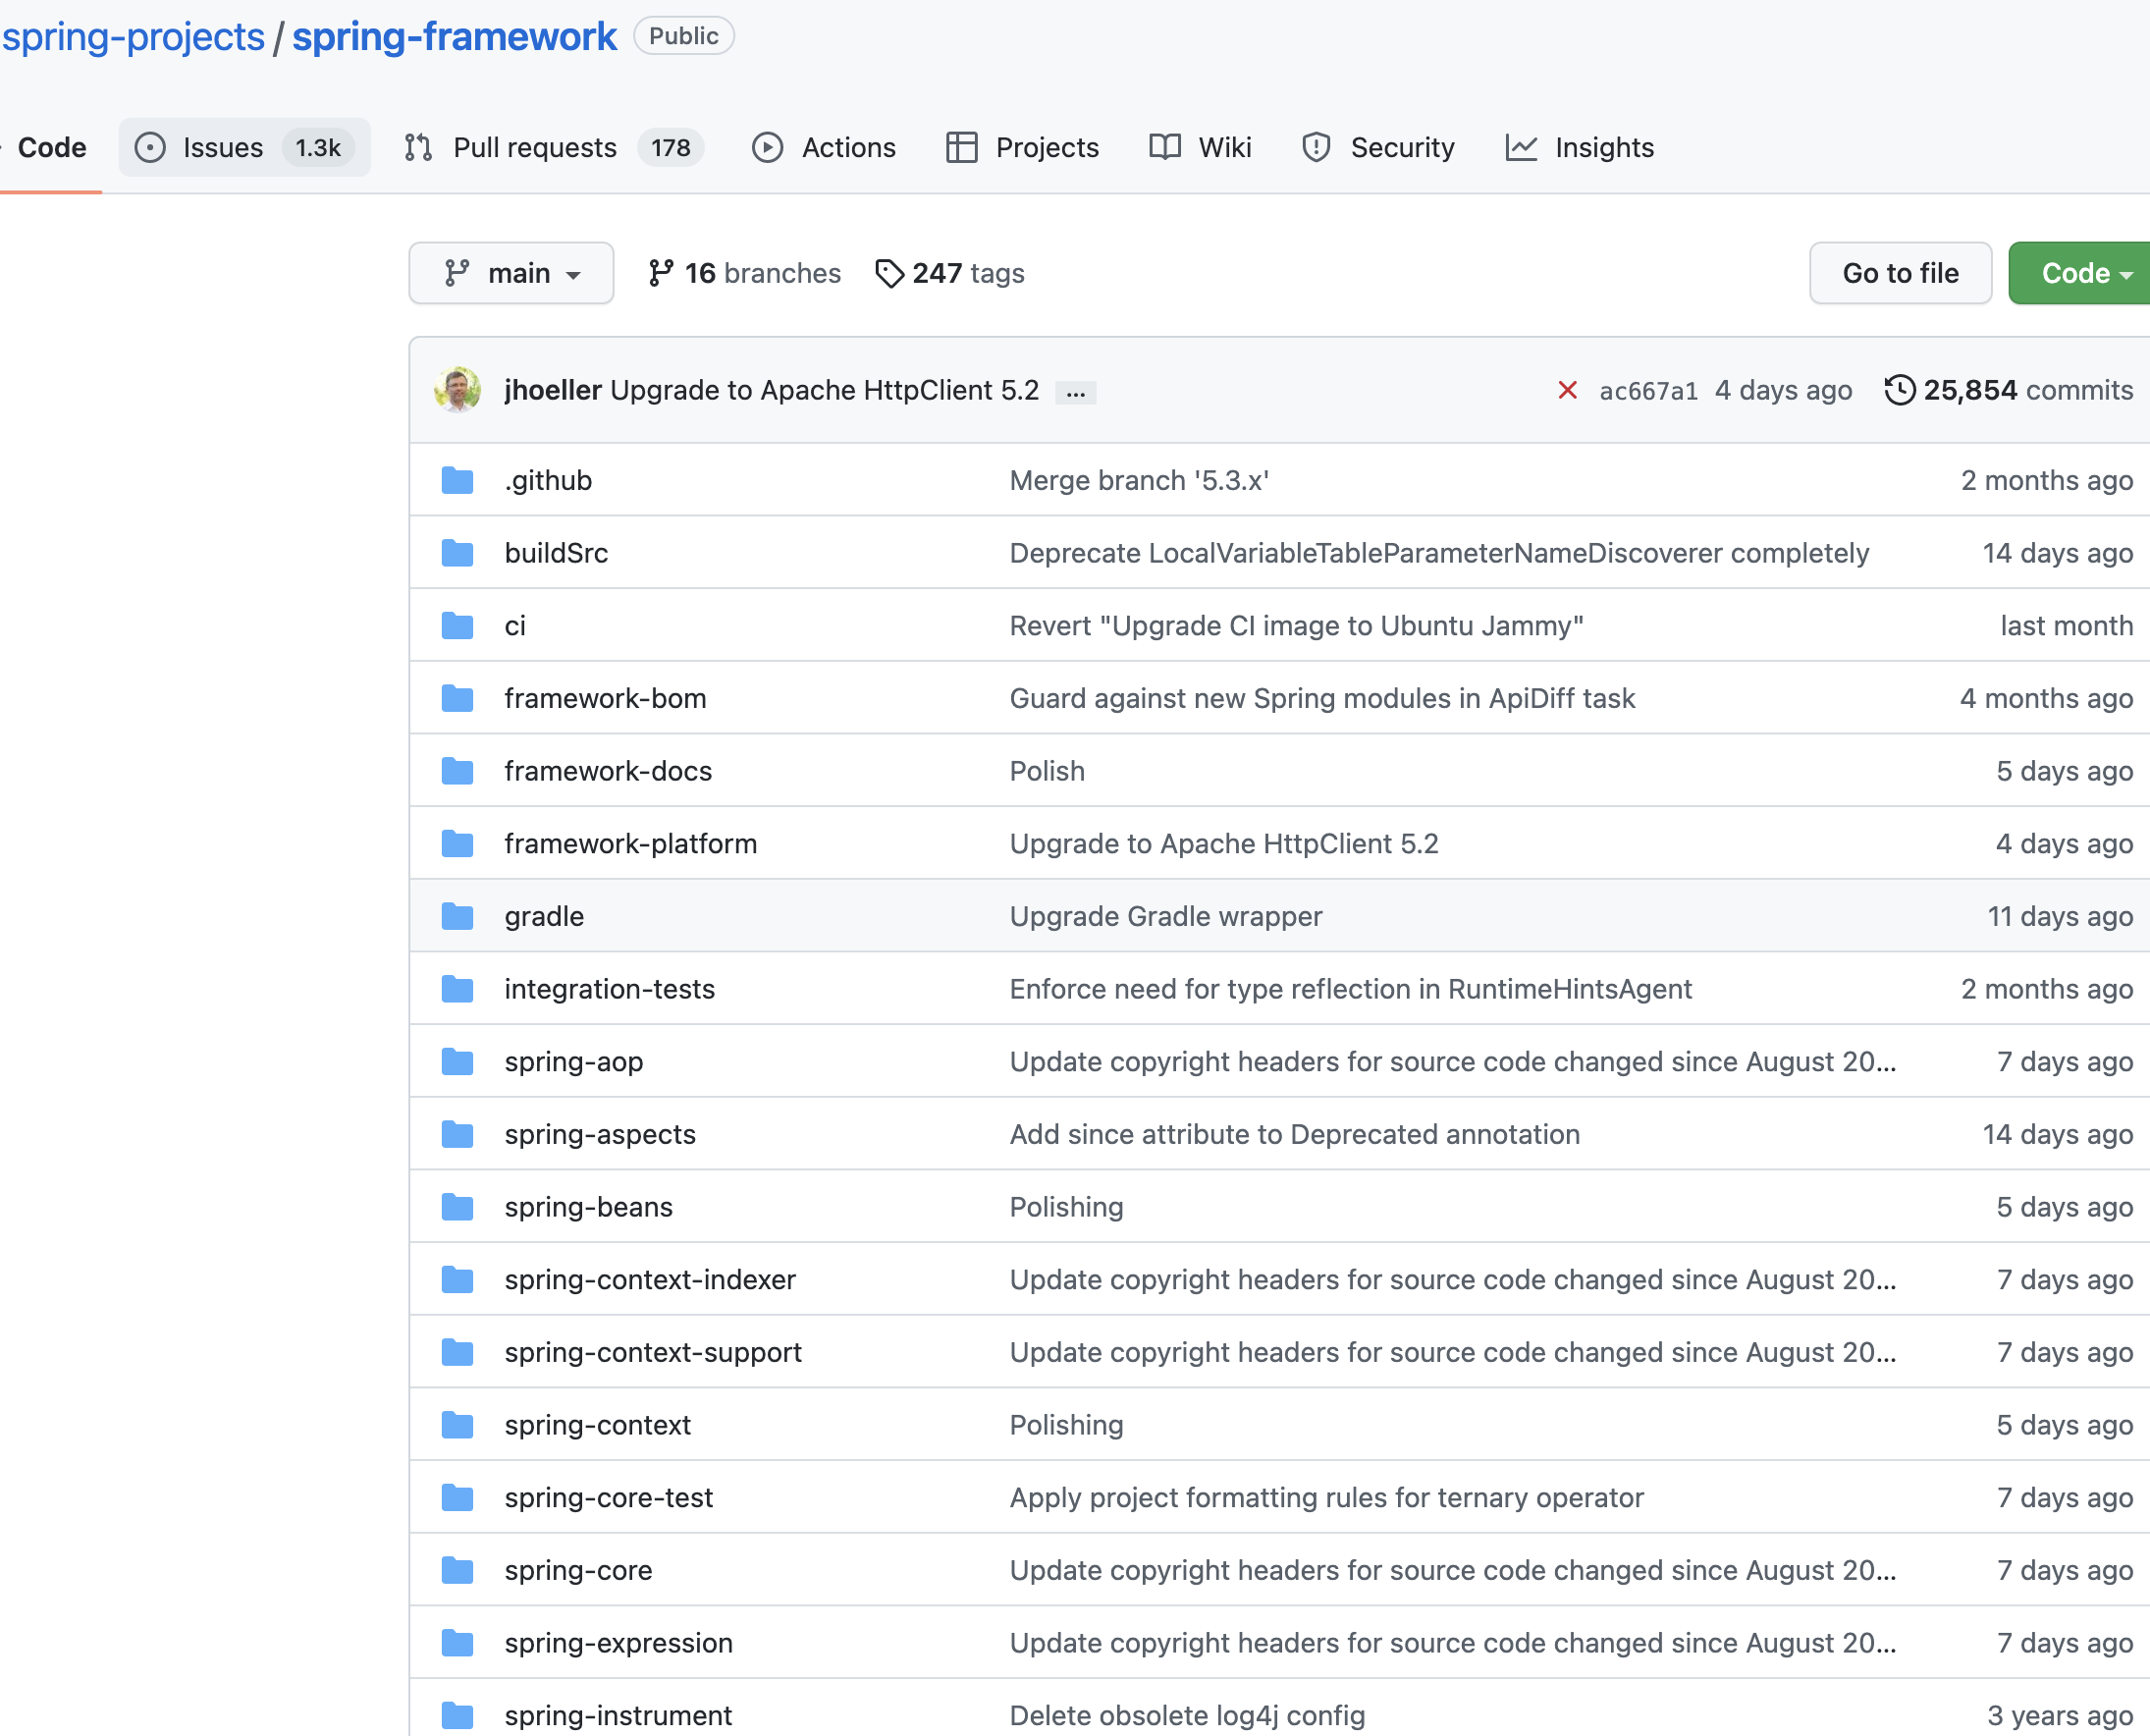 spring-projects / spring-framework Public
Code Issues 1.3k Pull requests 178 Actions Projects Wiki Security Insights
main 16 branches 247 tags Go to file Code
jhoeller Upgrade to Apache HttpClient 5.2 ... ac667a1 4 days ago 25,854 commits
.github Merge branch '5.3.x' 2 months ago
buildSrc Deprecate LocalVariableTableParameterNameDiscoverer completely 14 days ago
ci Revert "Upgrade CI image to Ubuntu Jammy" last month
framework-bom Guard against new Spring modules in ApiDiff task 4 months ago
framework-docs Polish 5 days ago
framework-platform Upgrade to Apache HttpClient 5.2 4 days ago
gradle Upgrade Gradle wrapper 11 days ago
integration-tests Enforce need for type reflection in RuntimeHintsAgent 2 months ago
spring-aop Update copyright headers for source code changed since August 20... 7 days ago
spring-aspects Add since attribute to Deprecated annotation 14 days ago
spring-beans Polishing 5 days ago
spring-context-indexer Update copyright headers for source code changed since August 20... 7 days ago
spring-context-support Update copyright headers for source code changed since August 20... 7 days ago
spring-context Polishing 5 days ago
spring-core-test Apply project formatting rules for ternary operator 7 days ago
spring-core Update copyright headers for source code changed since August 20... 7 days ago
spring-expression Update copyright headers for source code changed since August 20... 7 days ago
spring-instrument Delete obsolete log4j config 3 years ago